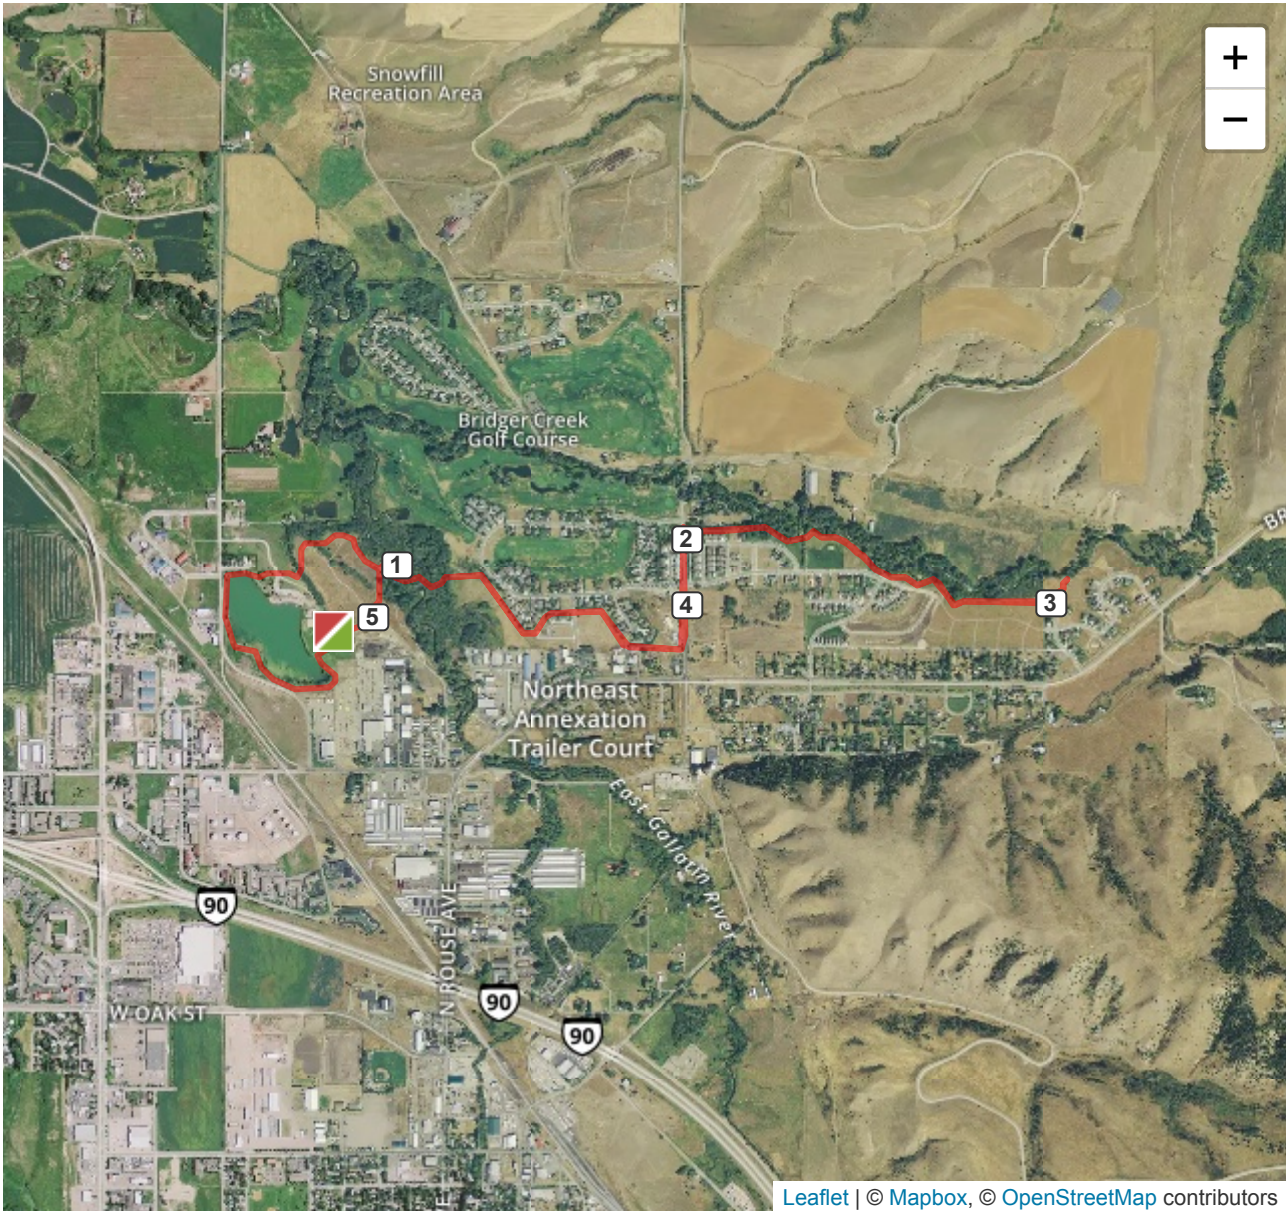 Snowfill
Recreation Area
+
−
Bridger Creek
Golf Course
BR
2
1
3
4
5
Northeast
Annexation
Trailer Court
East Gallatin River
90
N ROUSE AVE
90
W OAK ST
90
Leaflet | © Mapbox, © OpenStreetMap contributors